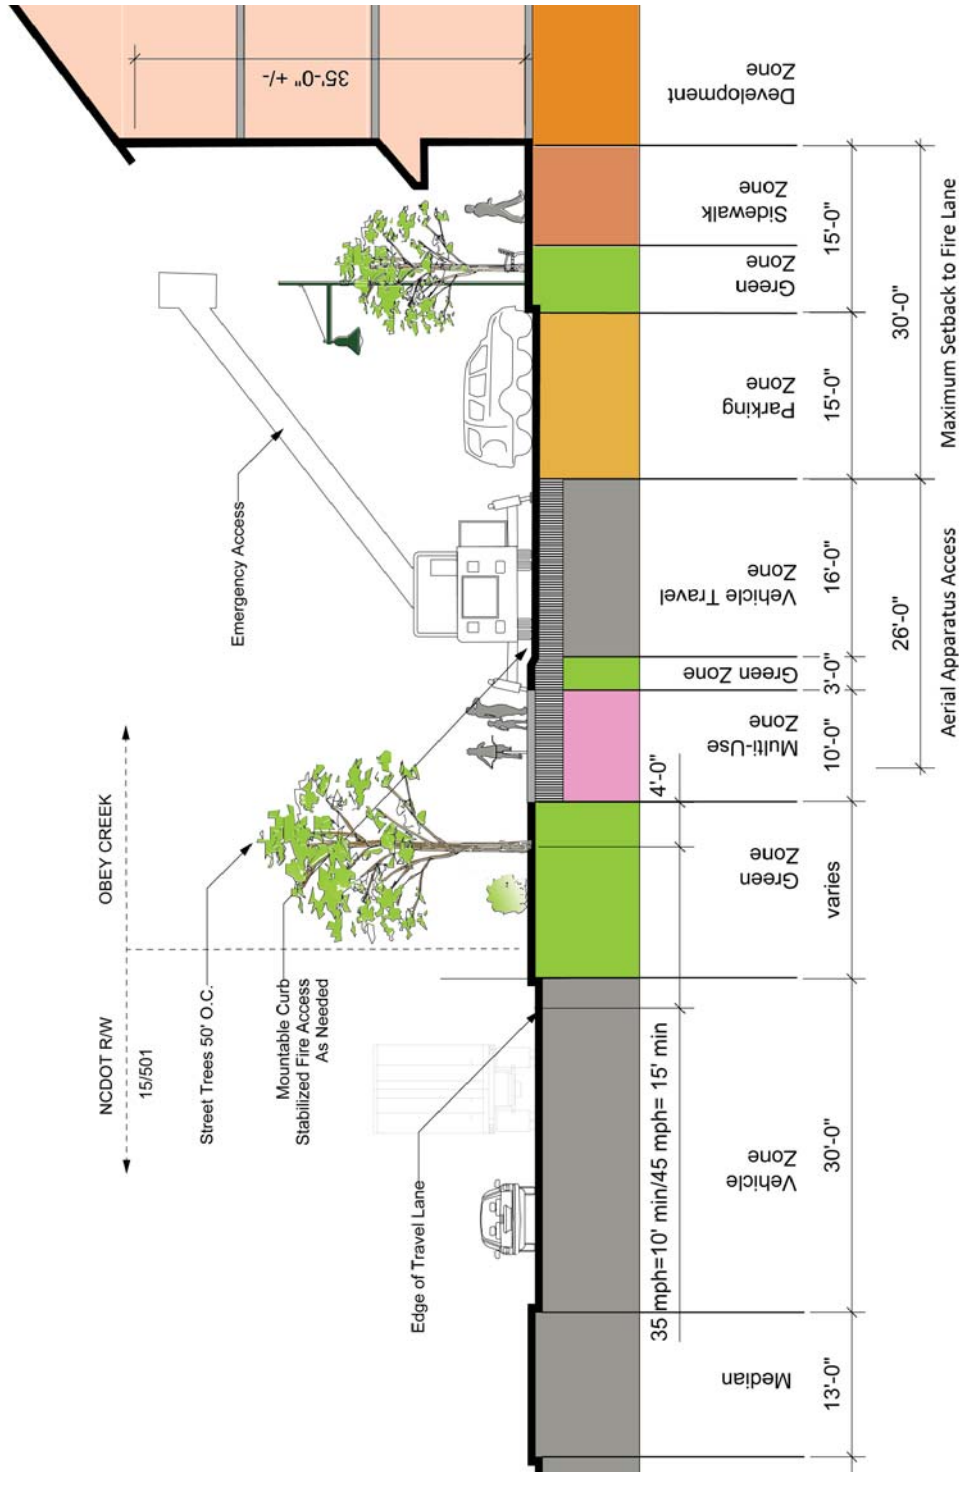 NCDOT R/W
OBEY CREEK
15/501
Street Trees 50' O.C.
Emergency Access
Mountable Curb
Stabilized Fire Access
As Needed
35'-0" +/-
Edge of Travel Lane
35 mph=10' min/45 mph= 15' min
4'-0"
Median
Vehicle
Zone
Green
Zone
Multi-Use
Zone
Green Zone
Vehicle Travel
Zone
Parking
Zone
Green
Zone
Sidewalk
Zone
Development
Zone
13'-0"
30'-0"
varies
10'-0"
3'-0"
16'-0"
15'-0"
15'-0"
26'-0"
30'-0"
Aerial Apparatus Access
Maximum Setback to Fire Lane